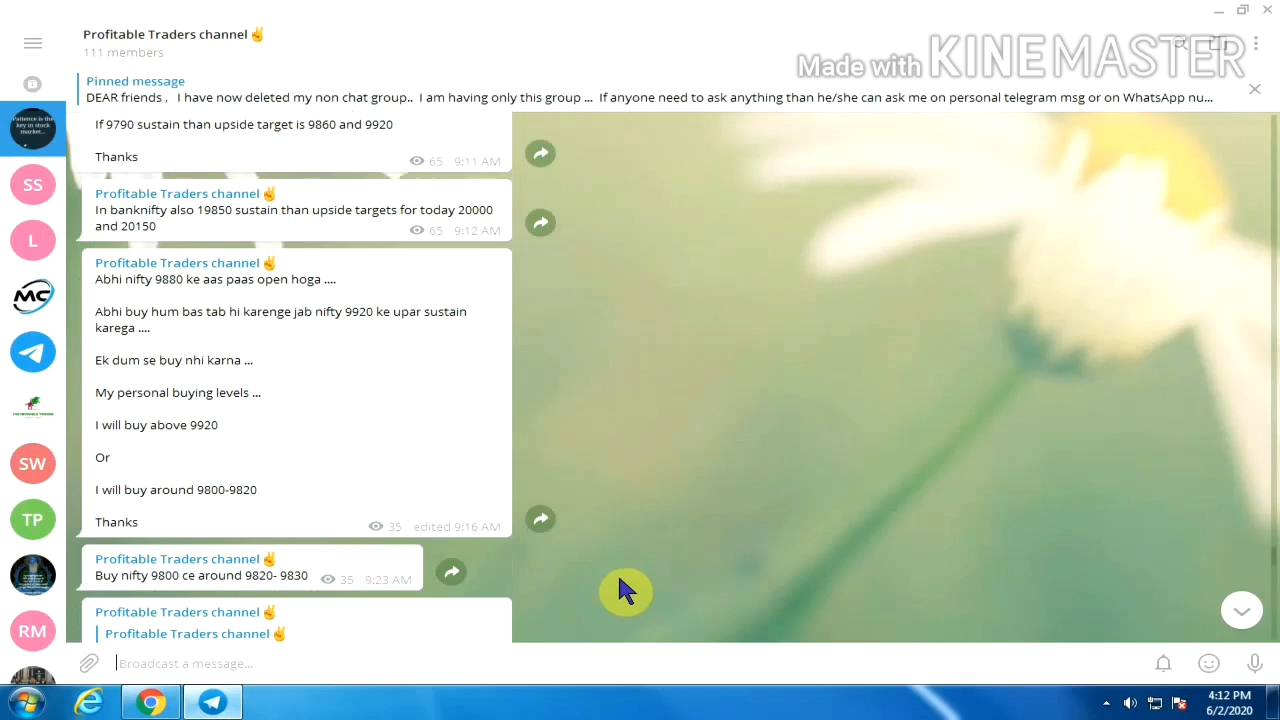 Profitable Traders channel ✌
111 members
Made with KINEMASTER
Pinned message
DEAR friends , I have now deleted my non chat group.. I am having only this group ... If anyone need to ask anything than he/she can ask me on personal telegram msg or on WhatsApp nu...
Patience is the
key in stock
market...
If 9790 sustain than upside target is 9860 and 9920
Thanks
65 9:11 AM
SS
Profitable Traders channel ✌
In banknifty also 19850 sustain than upside targets for today 20000
and 20150
65 9:12 AM
L
Profitable Traders channel ✌
Abhi nifty 9880 ke aas paas open hoga ....
MC
Abhi buy hum bas tab hi karenge jab nifty 9920 ke upar sustain
karega ....
Ek dum se buy nhi karna ...
My personal buying levels ...
I will buy above 9920
Or
SW
I will buy around 9800-9820
Thanks
35 edited 9:16 AM
TP
Profitable Traders channel ✌
Buy nifty 9800 ce around 9820- 9830
35 9:23 AM
RM
Profitable Traders channel ✌
Profitable Traders channel ✌
Broadcast a message...
4:12 PM
6/2/2020